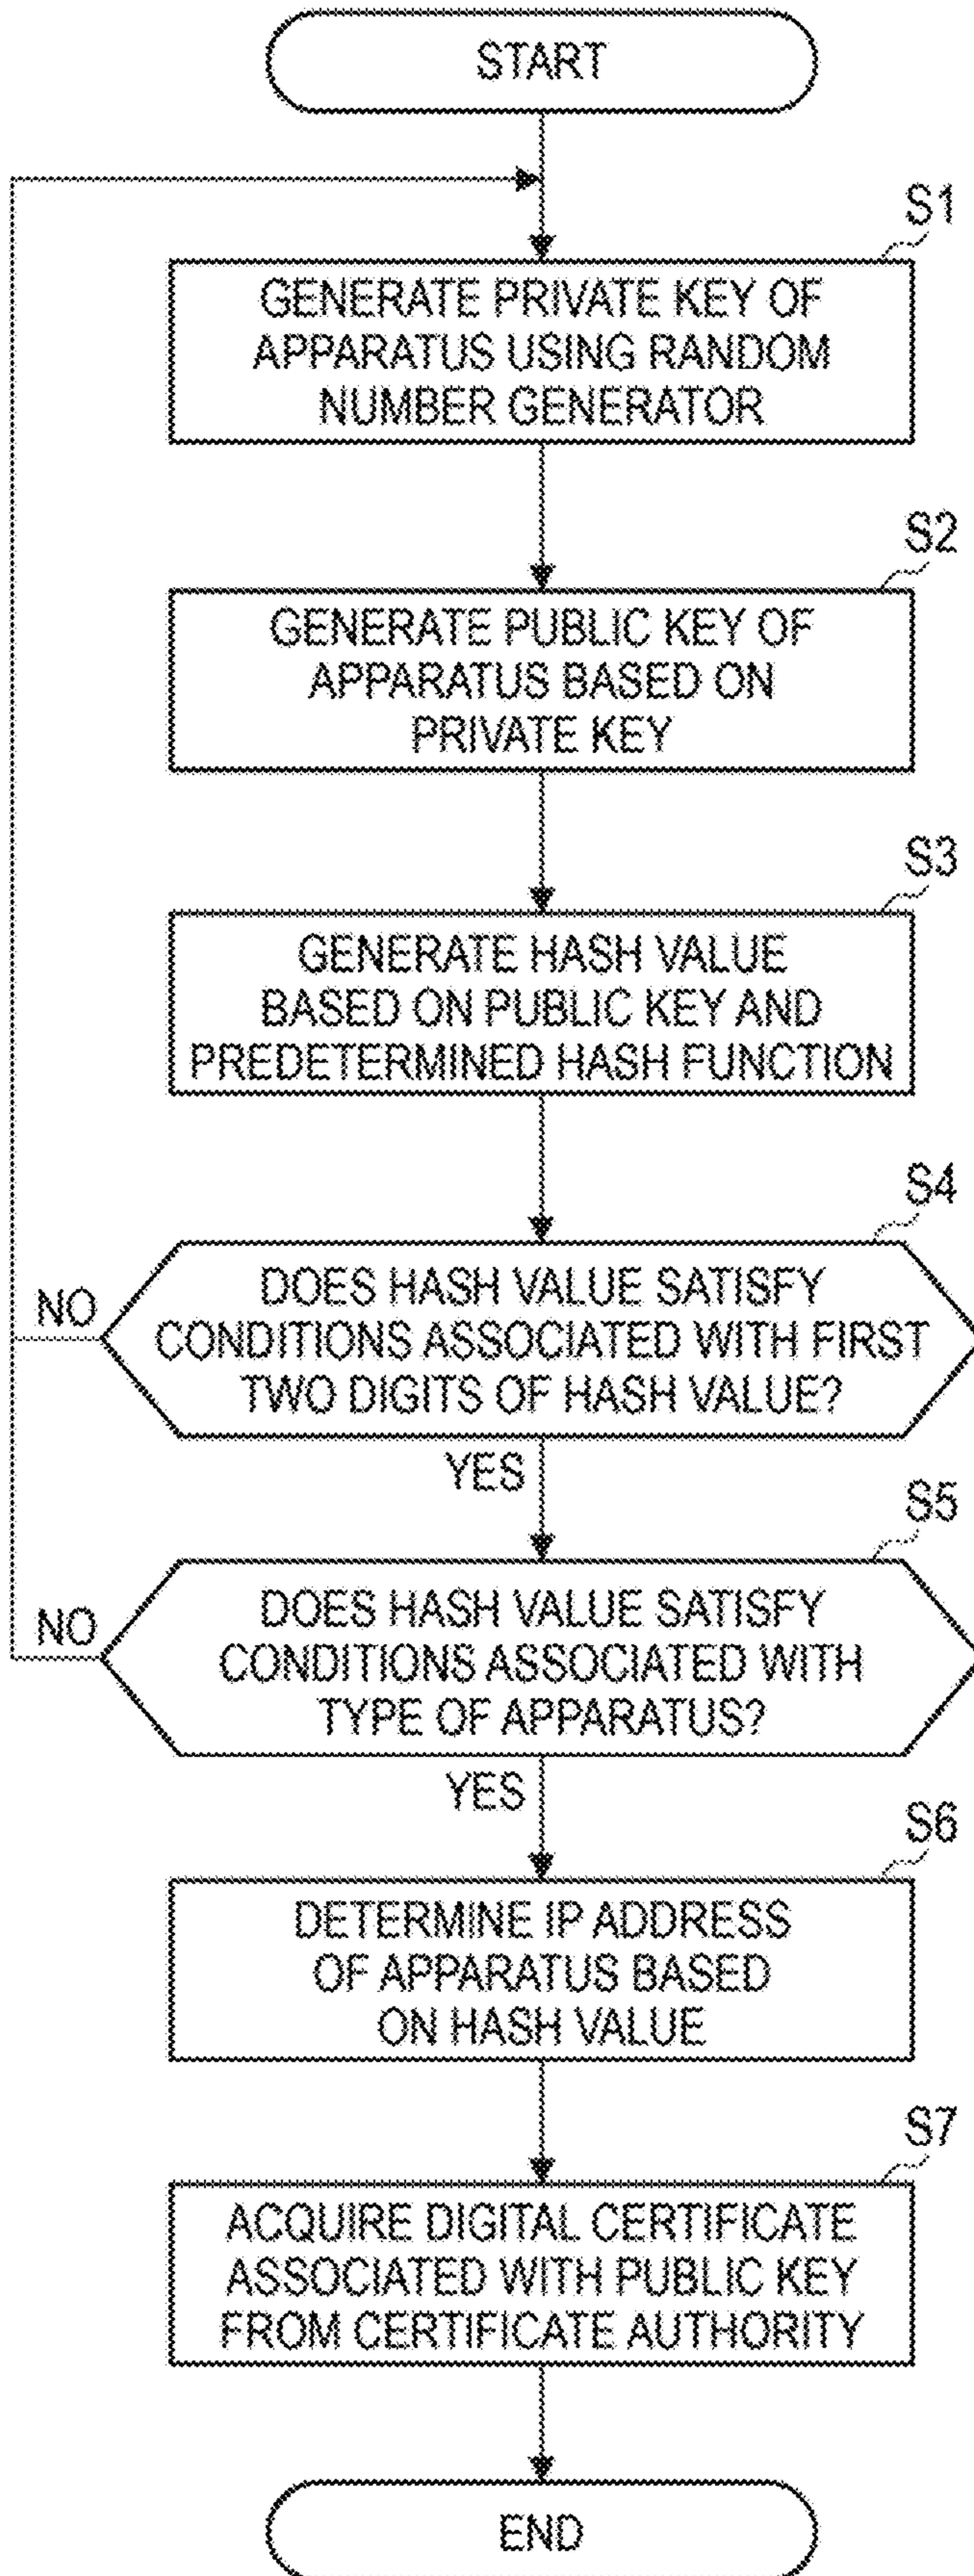 START
S1
GENERATE PRIVATE KEY OF
APPARATUS USING RANDOM
NUMBER GENERATOR
S2
GENERATE PUBLIC KEY OF
APPARATUS BASED ON
PRIVATE KEY
S3
GENERATE HASH VALUE
BASED ON PUBLIC KEY AND
PREDETERMINED HASH FUNCTION
S4
NO
DOES HASH VALUE SATISFY
CONDITIONS ASSOCIATED WITH FIRST
TWO DIGITS OF HASH VALUE?
YES
S5
NO
DOES HASH VALUE SATISFY
CONDITIONS ASSOCIATED WITH
TYPE OF APPARATUS?
YES
S6
DETERMINE IP ADDRESS
OF APPARATUS BASED
ON HASH VALUE
S7
ACQUIRE DIGITAL CERTIFICATE
ASSOCIATED WITH PUBLIC KEY
FROM CERTIFICATE AUTHORITY
END